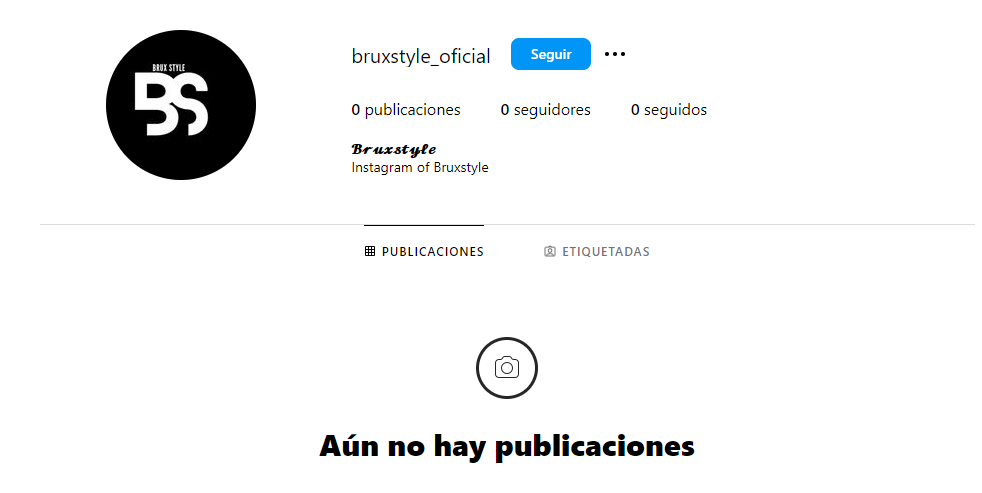 BRUX STYLE
BS
bruxstyle_oficial Seguir
0 publicaciones 0 seguidores 0 seguidos
Bruxstyle
Instagram of Bruxstyle
PUBLICACIONES ETIQUETADAS
Aún no hay publicaciones